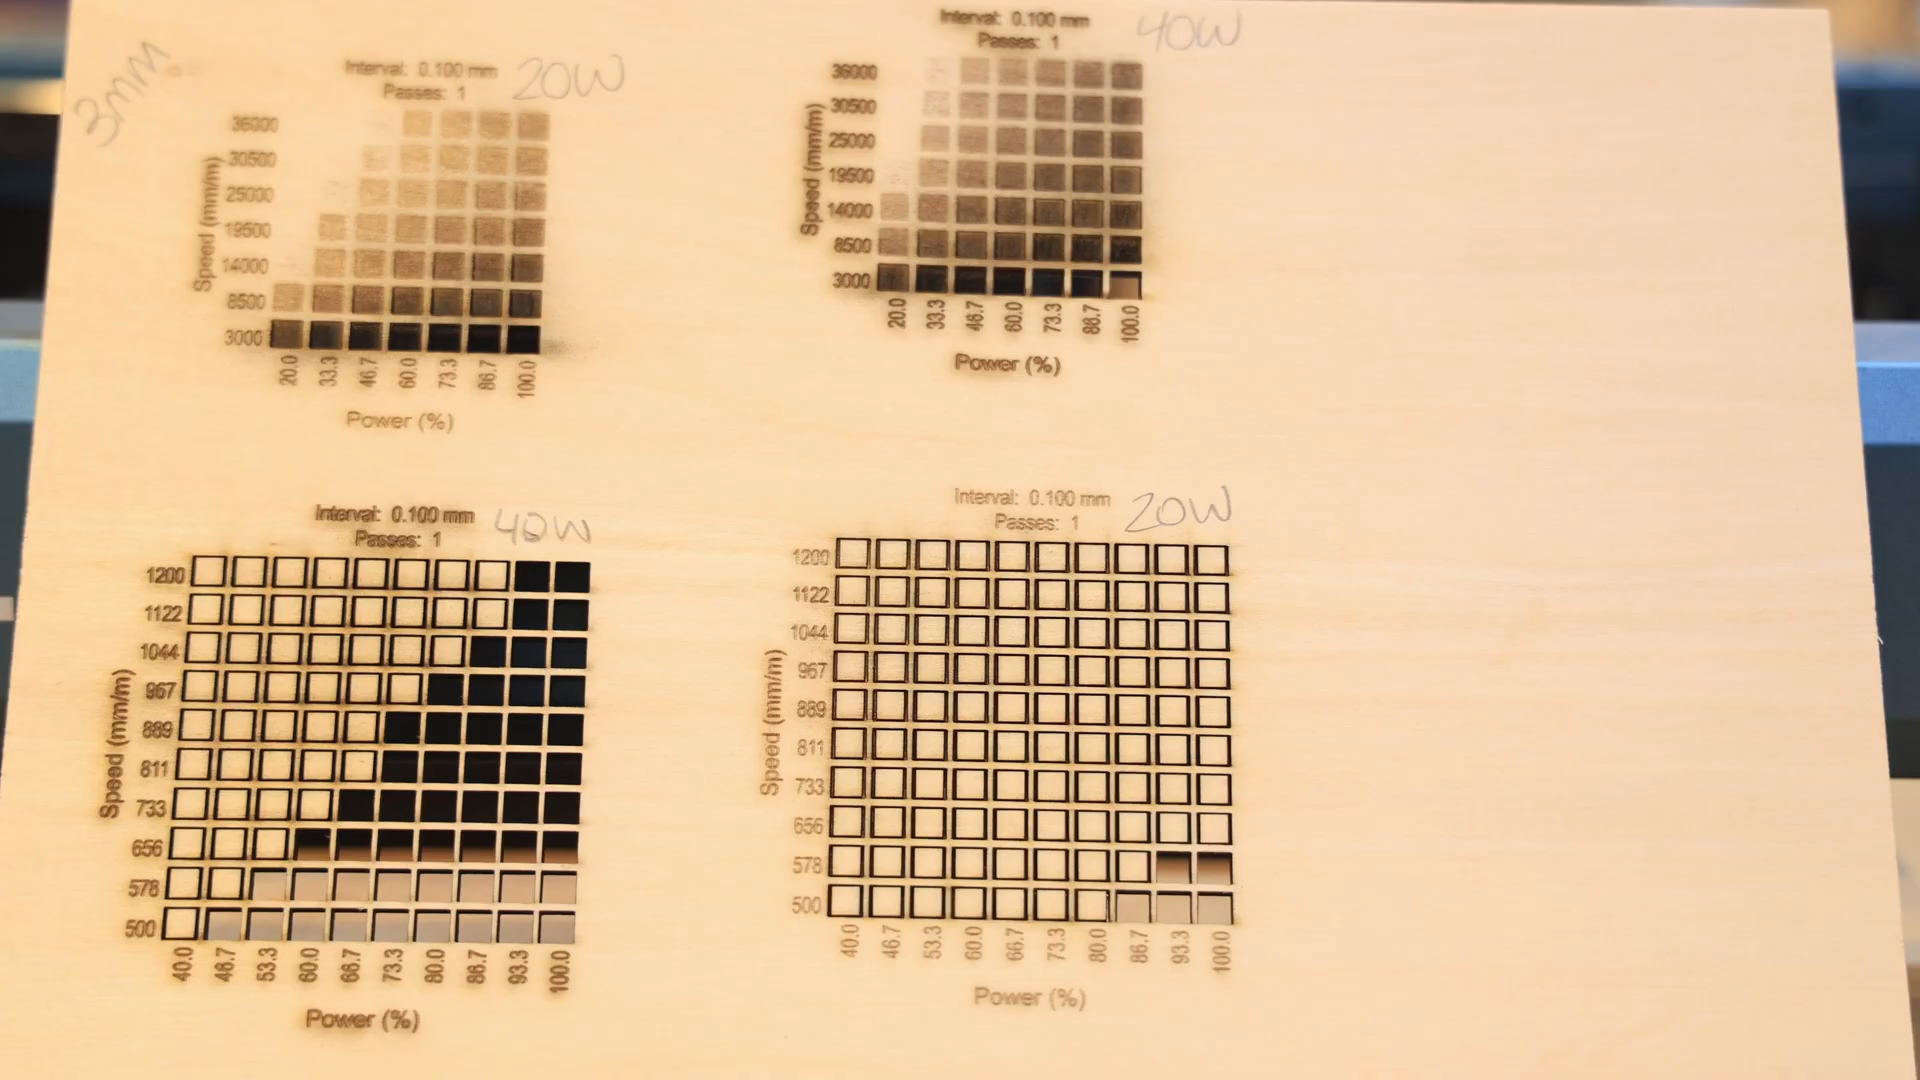 3mm
Interval: 0.100 mm
Passes: 1
20W
Speed (mm/m)
36000
30500
25000
19500
14000
8500
3000
20.0 33.3 46.7 60.0 73.3 86.7 100.0
Power (%)
Interval: 0.100 mm
Passes: 1
40W
Speed (mm/m)
36000
30500
25000
19500
14000
8500
3000
20.0 33.3 46.7 60.0 73.3 86.7 100.0
Power (%)
Interval: 0.100 mm
Passes: 1
40W
Speed (mm/m)
1200
1122
1044
967
889
811
733
656
578
500
40.0 46.7 53.3 60.0 66.7 73.3 80.0 86.7 93.3 100.0
Power (%)
Interval: 0.100 mm
Passes: 1
20W
Speed (mm/m)
1200
1122
1044
967
889
811
733
656
578
500
40.0 46.7 53.3 60.0 66.7 73.3 80.0 86.7 93.3 100.0
Power (%)